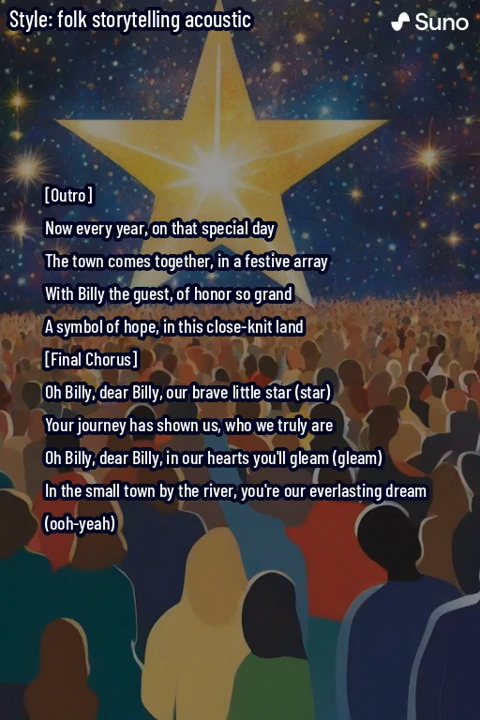 Style: folk storytelling acoustic
Suno
[Outro]
Now every year, on that special day
The town comes together, in a festive array
With Billy the guest, of honor so grand
A symbol of hope, in this close-knit land
[Final Chorus]
Oh Billy, dear Billy, our brave little star (star)
Your journey has shown us, who we truly are
Oh Billy, dear Billy, in our hearts you'll gleam (gleam)
In the small town by the river, you're our everlasting dream
(ooh-yeah)